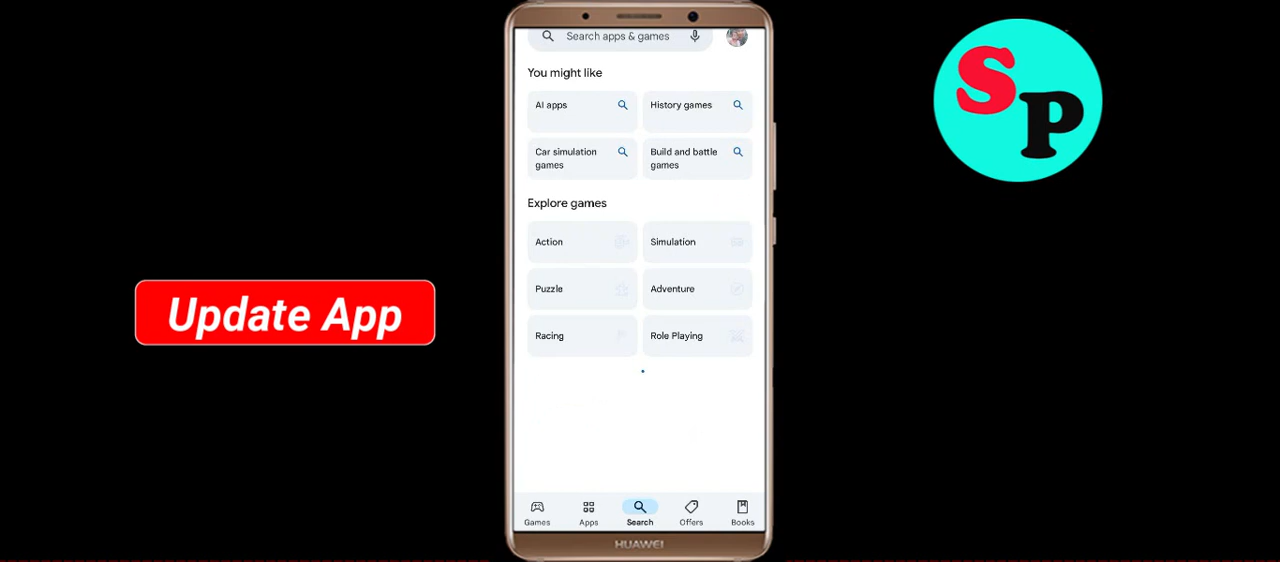 Search apps & games
You might like
AI apps
History games
Car simulation
games
Build and battle
games
Explore games
Action
Simulation
Puzzle
Adventure
Racing
Role Playing
Games
Apps
Search
Offers
Books
HUAWEI
Update App
SP